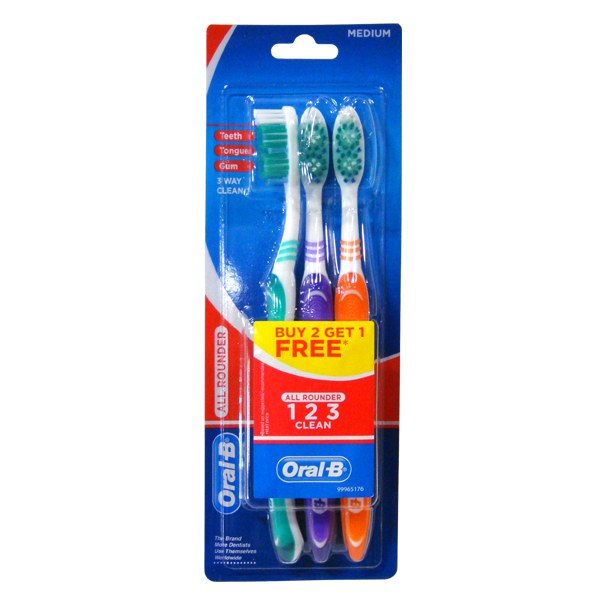 MEDIUM
Teeth
Tongue
Gum
3 WAY
CLEAN
BUY 2 GET 1
FREE*
ALL ROUNDER
1 2 3
CLEAN
Oral-B
99965176
ALL ROUNDER
Oral-B
The Brand
More Dentists
Use Themselves
Worldwide